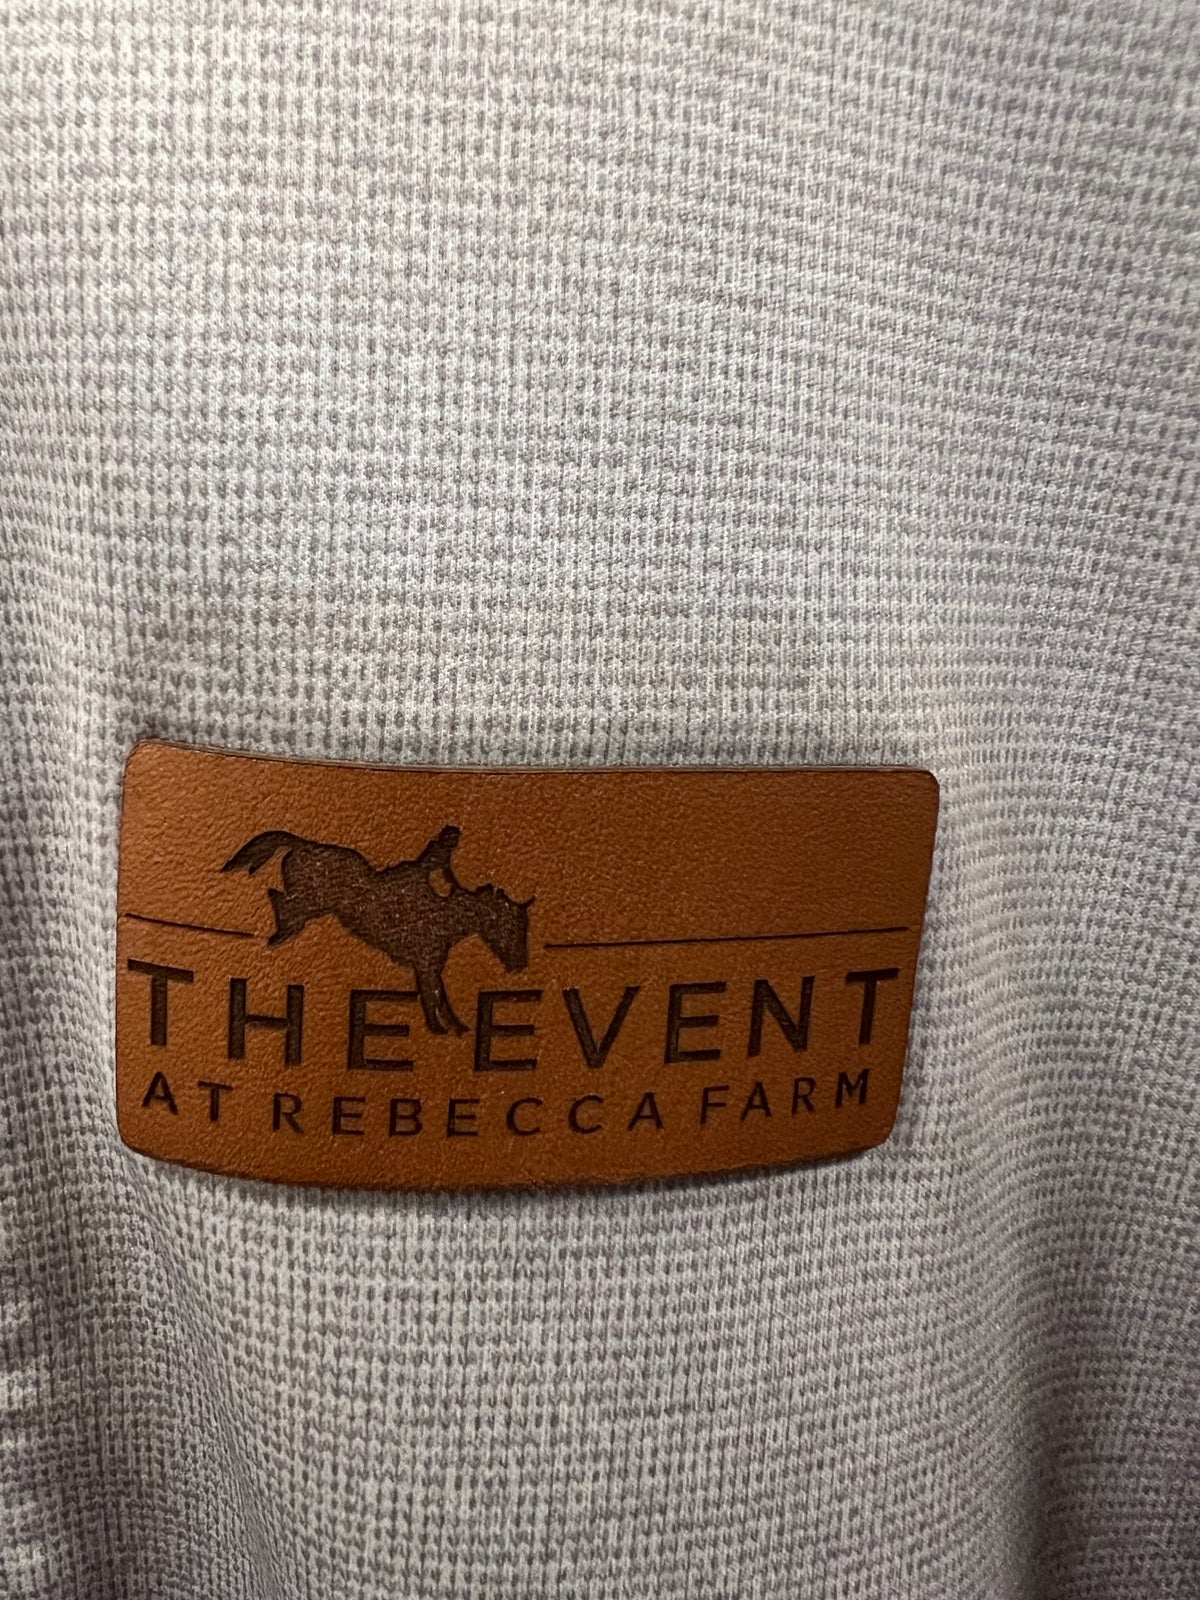 THE EVENT
AT REBECCA FARM